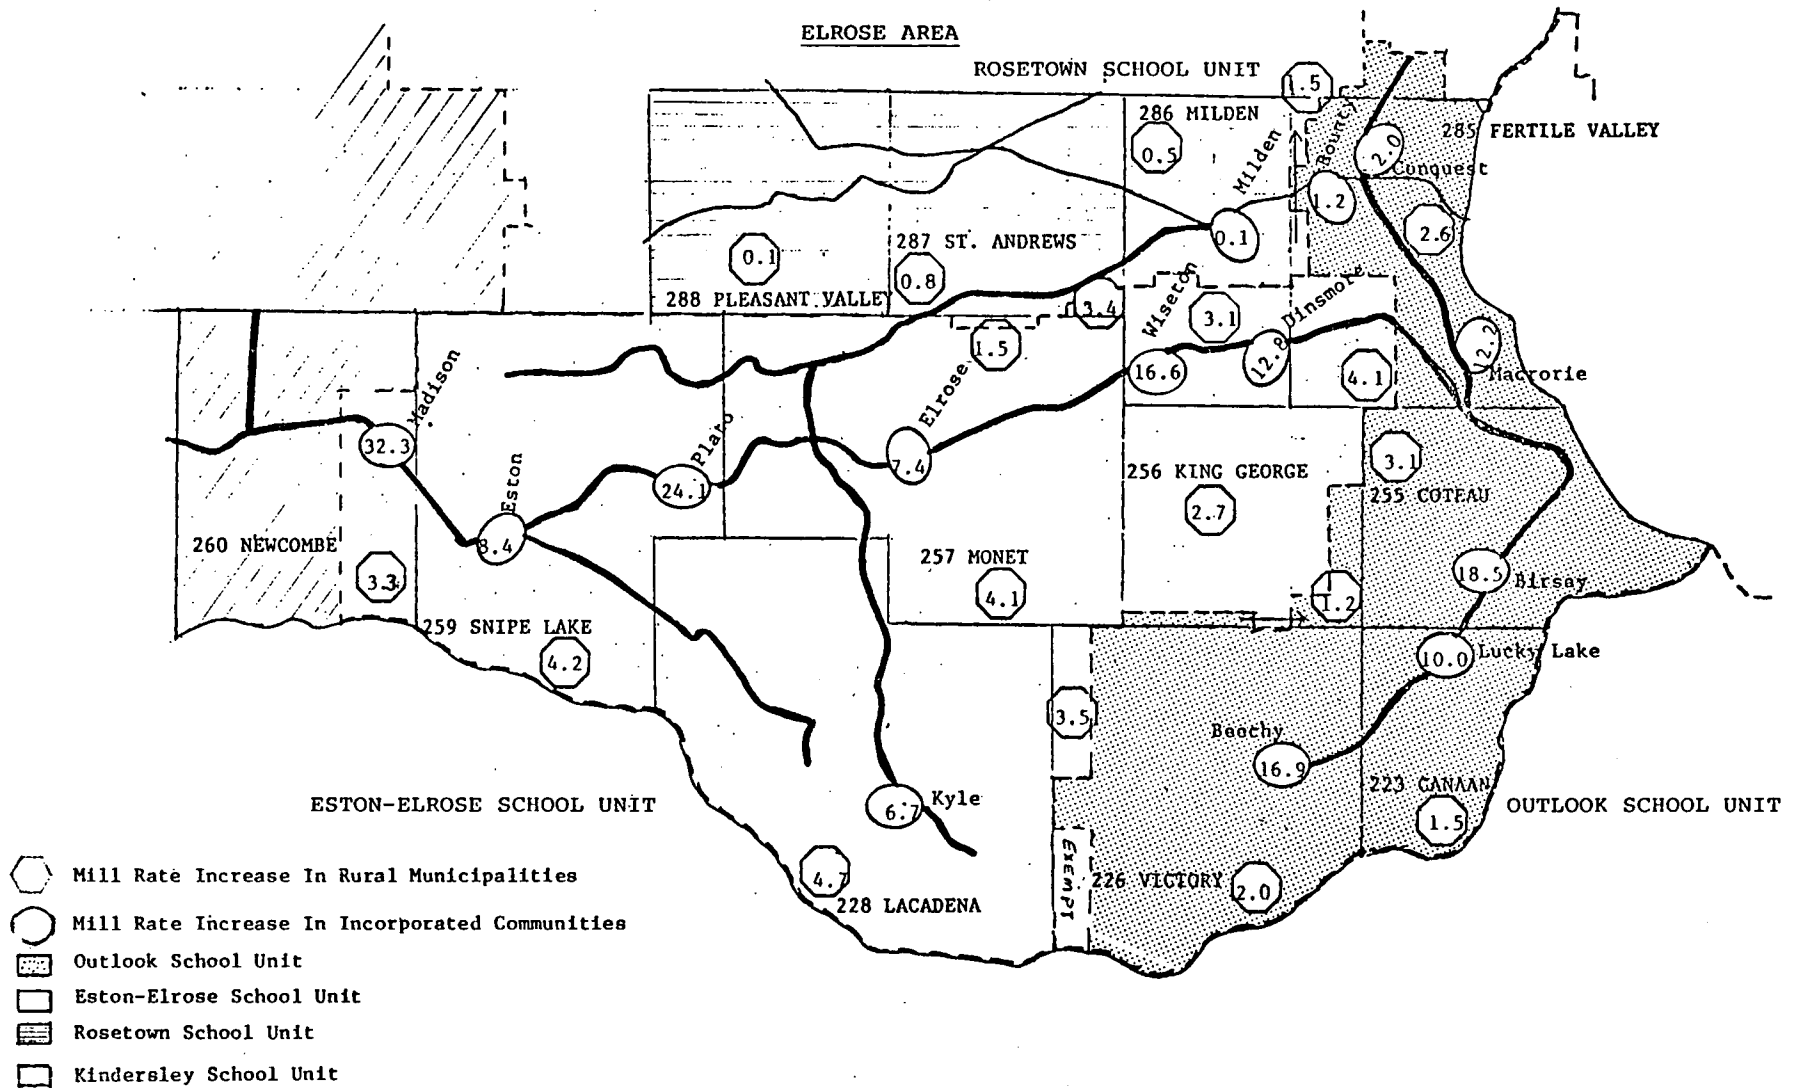 ELROSE AREA
ROSETOWN SCHOOL UNIT
1.5
286 MILDEN
0.5
Milden
Bounty
2.0
285 FERTILE VALLEY
Conquest
1.2
2.6
0.1
287 ST. ANDREWS
0.1
0.8
288 PLEASANT VALLEY
3.4
Wiseton
3.1
Dinsmore
1.5
16.6
12.8
4.1
12.2
Macrorie
Madison
32.3
Elrose
7.4
Plato
24.1
Eston
8.4
256 KING GEORGE
2.7
3.1
255 COTEAU
260 NEWCOMBE
3.3
257 MONET
4.1
18.5
Birsay
1.2
259 SNIPE LAKE
4.2
10.0
Lucky Lake
3.5
Beechy
16.9
223 CANAAN
1.5
OUTLOOK SCHOOL UNIT
ESTON-ELROSE SCHOOL UNIT
6.7
Kyle
4.7
228 LACADENA
EXEMPT
226 VICTORY
2.0
Mill Rate Increase In Rural Municipalities
Mill Rate Increase In Incorporated Communities
Outlook School Unit
Eston-Elrose School Unit
Rosetown School Unit
Kindersley School Unit